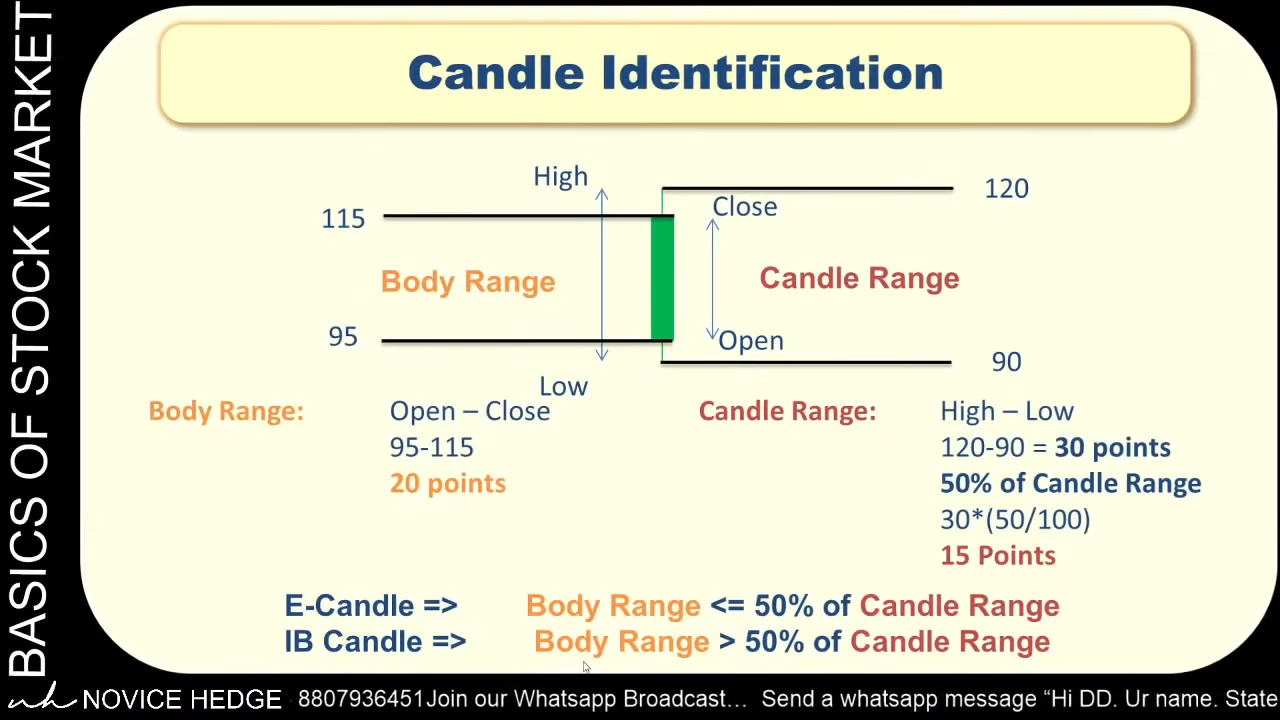 BASICS OF STOCK MARKET
Candle Identification
High
120
115
Close
Body Range
Candle Range
95
Open
90
Low
Body Range:
Open – Close
95-115
20 points
Candle Range:
High – Low
120-90 = 30 points
50% of Candle Range
30*(50/100)
15 Points
E-Candle => Body Range <= 50% of Candle Range
IB Candle => Body Range > 50% of Candle Range
nh NOVICE HEDGE 8807936451Join our Whatsapp Broadcast... Send a whatsapp message “Hi DD. Ur name. State